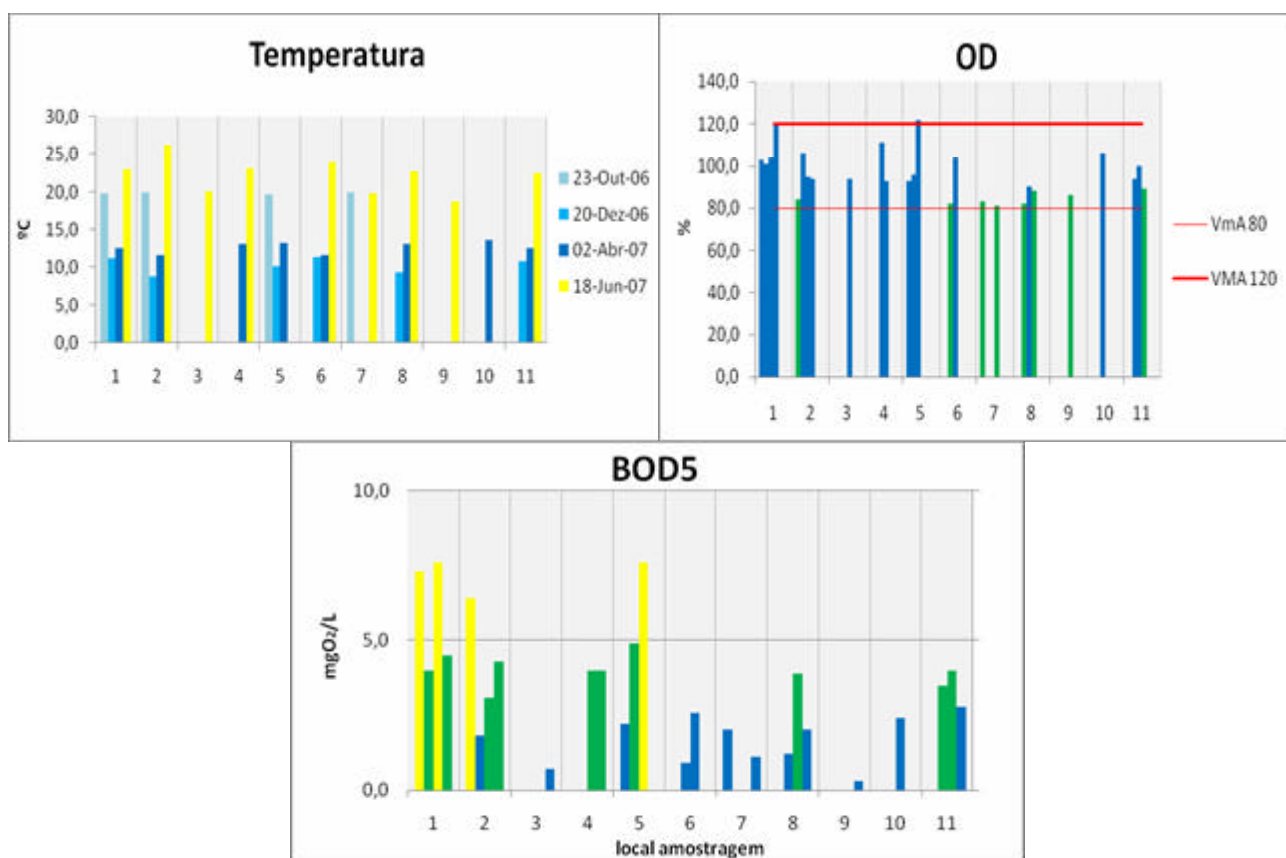 Temperatura
30,0
25,0
20,0
15,0
10,0
5,0
0,0
ºC
1 2 3 4 5 6 7 8 9 10 11
23-Out-06
20-Dez-06
02-Abr-07
18-Jun-07
OD
140,0
120,0
100,0
80,0
60,0
40,0
20,0
0,0
%
1 2 3 4 5 6 7 8 9 10 11
VmA 80
VMA 120
BOD5
10,0
5,0
0,0
mgO₂/L
1 2 3 4 5 6 7 8 9 10 11
local amostragem